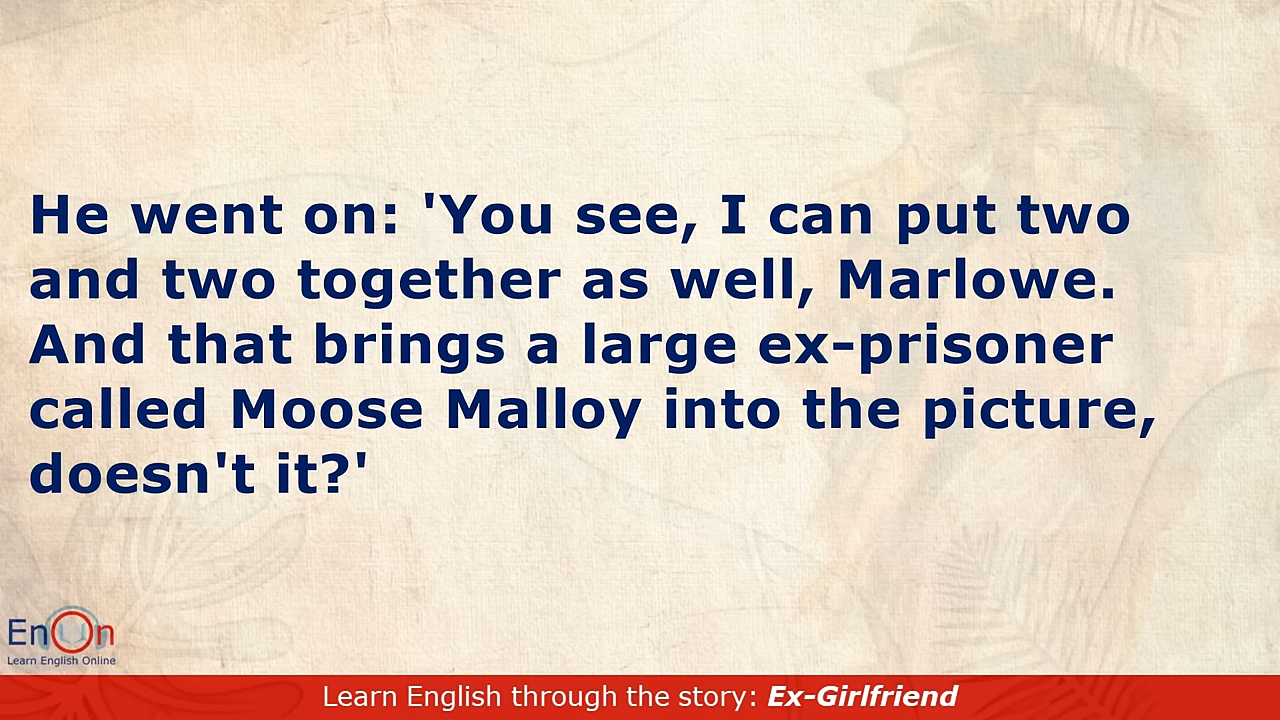 He went on: 'You see, I can put two
and two together as well, Marlowe.
And that brings a large ex-prisoner
called Moose Malloy into the picture,
doesn't it?'
EnOn
Learn English Online
Learn English through the story: Ex-Girlfriend